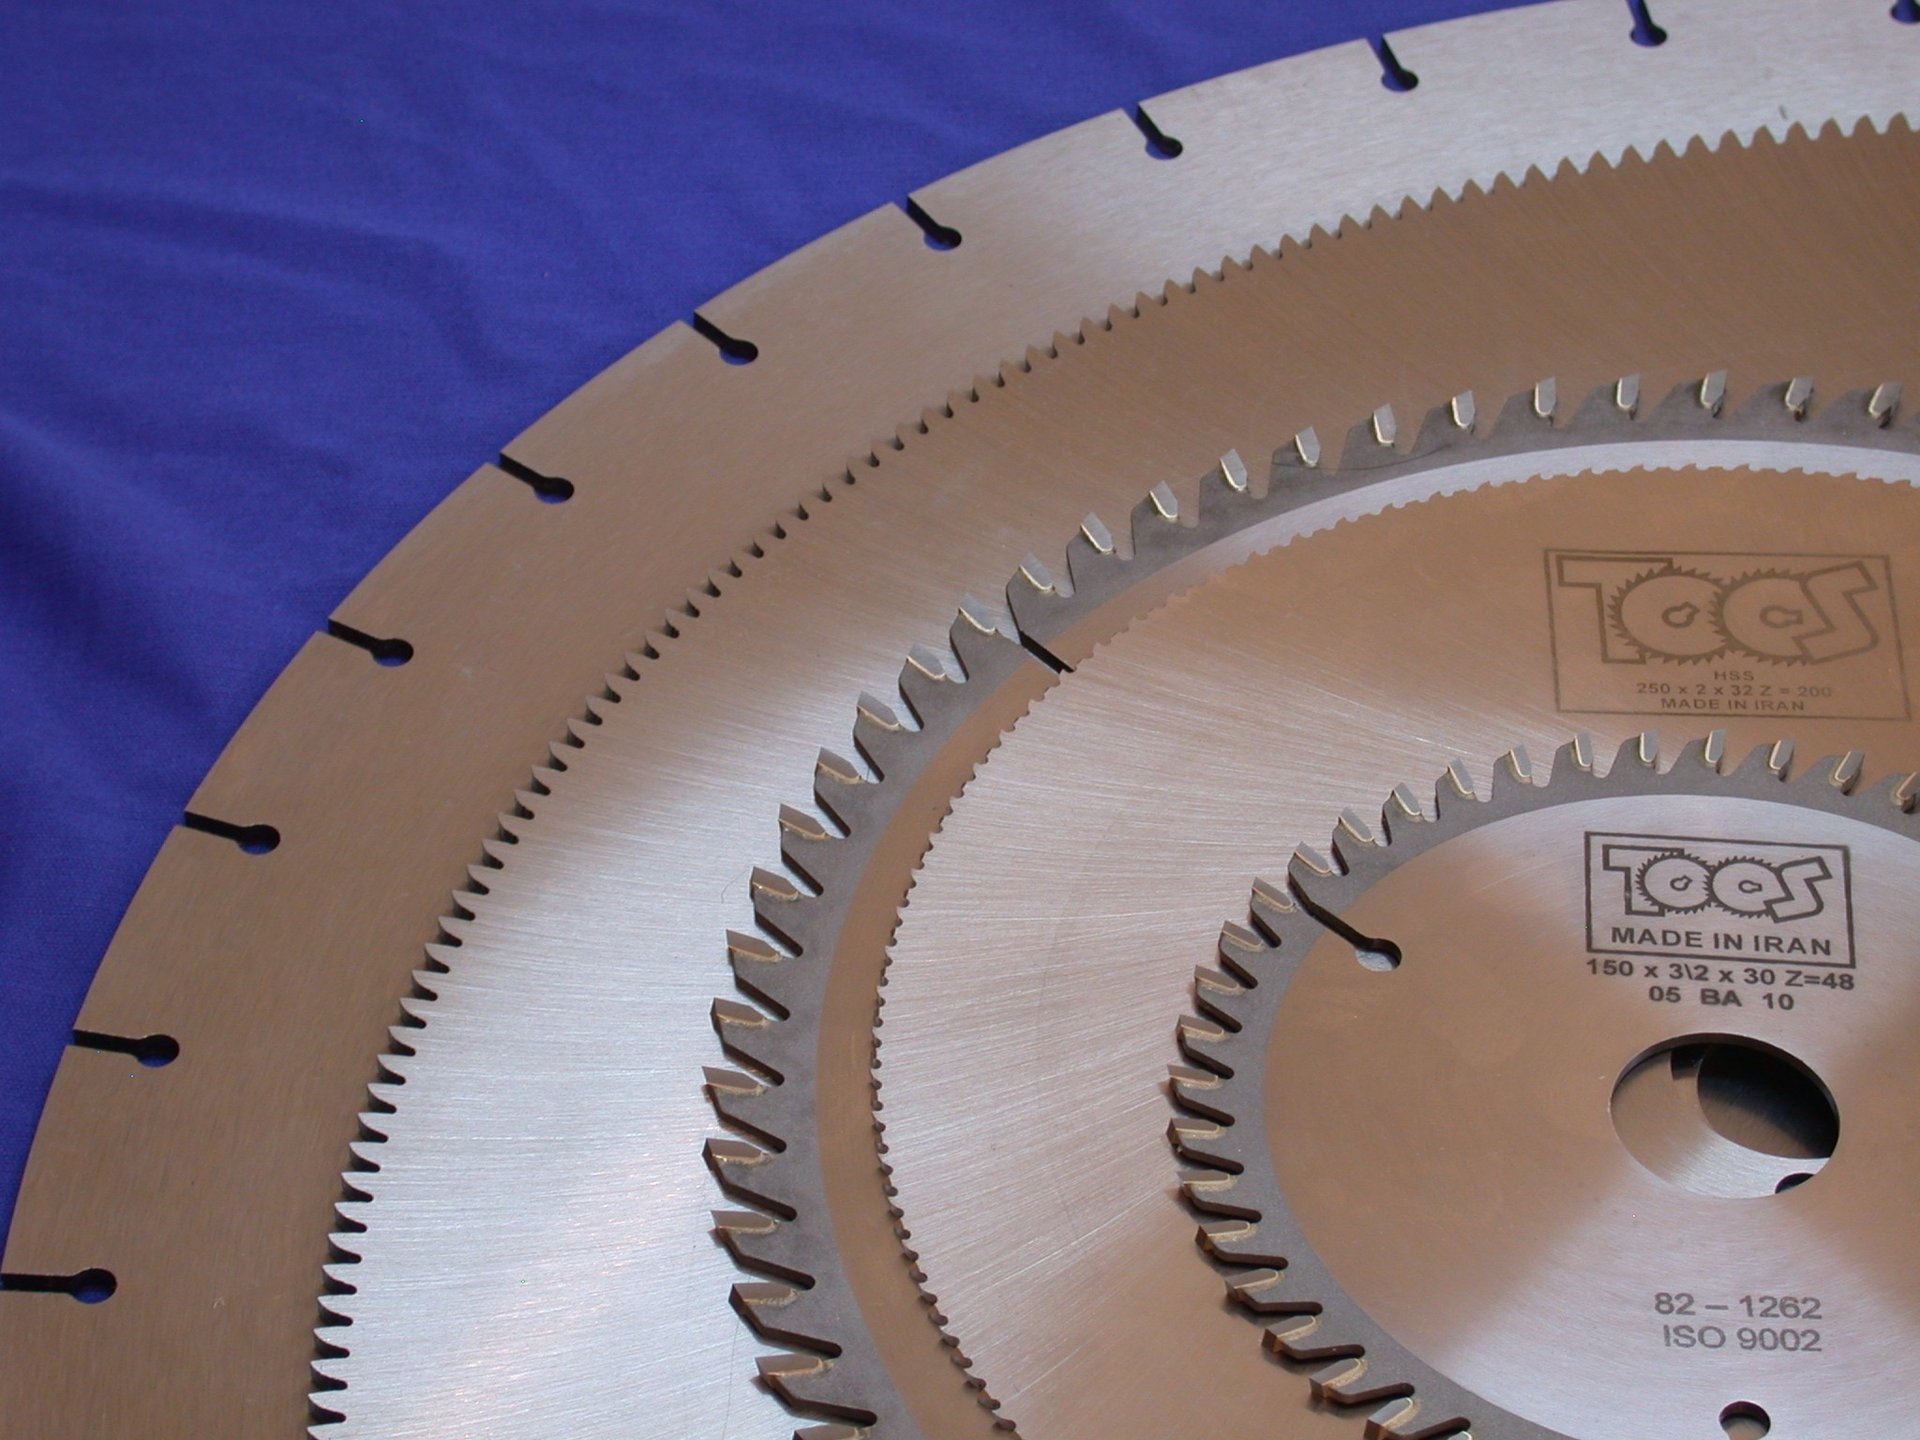 TOOS
HSS
250 x 2 x 32 Z = 200
MADE IN IRAN
TOOS
MADE IN IRAN
150 x 3\2 x 30 Z=48
05 BA 10
82 – 1262
ISO 9002